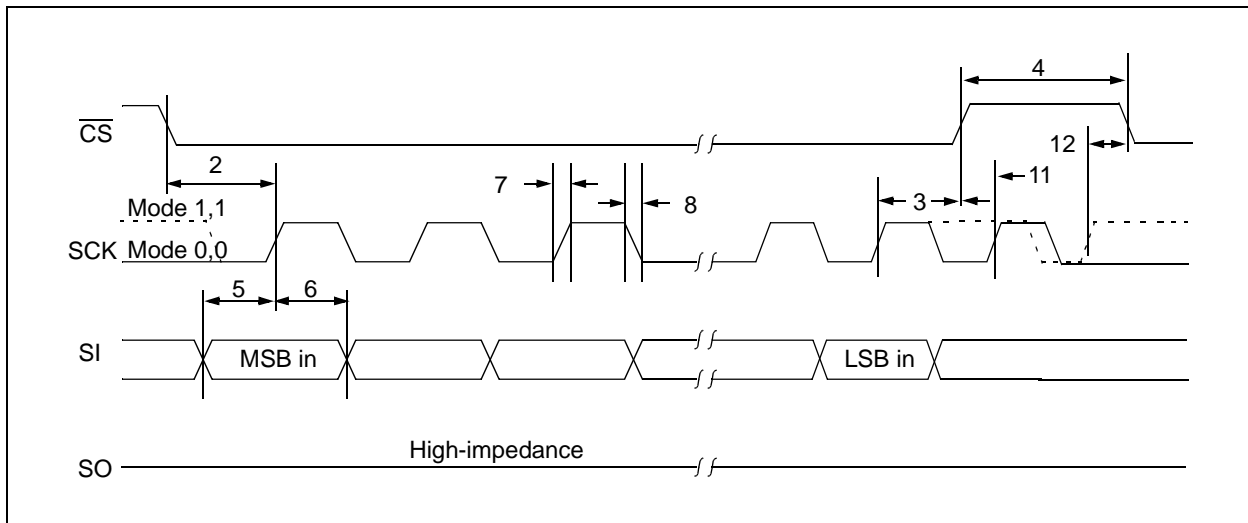 4
CS
12
2
7
8
3
11
Mode 1,1
SCK Mode 0,0
5
6
SI
MSB in
LSB in
High-impedance
SO